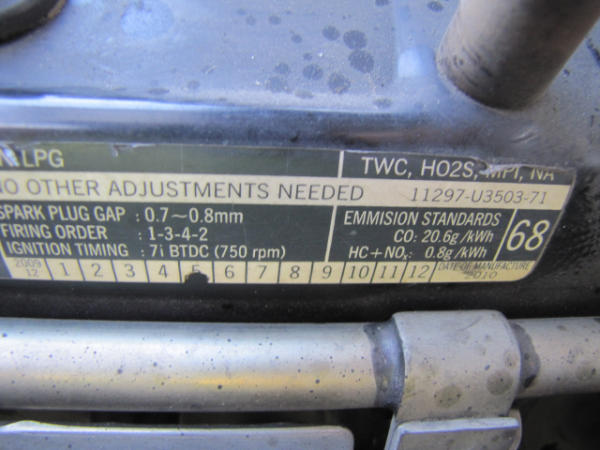 LPG
TWC, HO2S, MPI, NA
NO OTHER ADJUSTMENTS NEEDED 11297-U3503-71
SPARK PLUG GAP : 0.7～0.8mm
FIRING ORDER : 1-3-4-2
IGNITION TIMING : 7i BTDC (750 rpm)
EMMISION STANDARDS
CO: 20.6g/kWh
HC+NOx: 0.8g/kWh
68
2009 12 1 2 3 4 5 6 7 8 9 10 11 12 DATE OF MANUFACTURE 2010